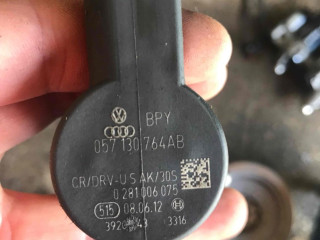 BPY
057 130 764AB
CR/DRV-U S AK/30S
0 281 006 075
515 08.06.12
3316